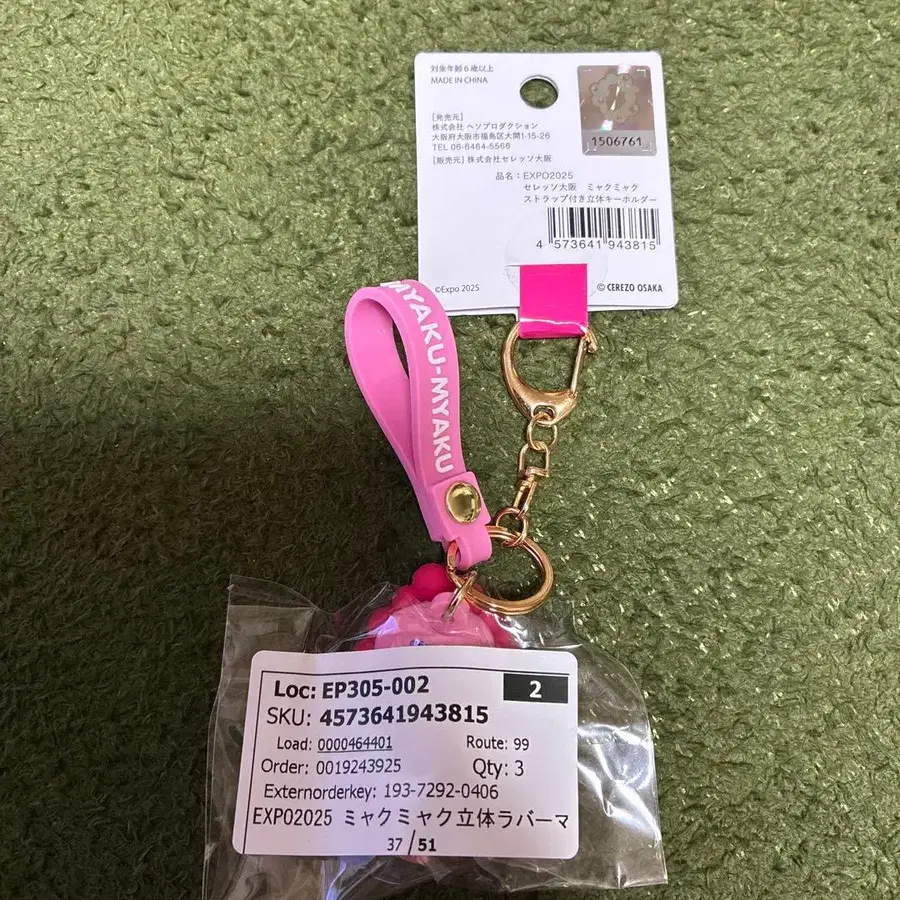 対象年齢6歳以上
MADE IN CHINA
1506761
[発売元]
株式会社 ヘソプロダクション
大阪府大阪市福島区大開1-15-26
TEL 06-6464-5566
[販売元] 株式会社セレッソ大阪
品名：EXPO2025
セレッソ大阪　ミャクミャク
ストラップ付き立体キーホルダー
4 573641 943815
©Expo 2025
© CEREZO OSAKA
MYAKU-MYAKU
Loc: EP305-002
2
SKU: 4573641943815
Load: 0000464401
Route: 99
Order: 0019243925
Qty: 3
Externorderkey: 193-7292-0406
EXPO2025 ミャクミャク立体ラバーマ
37/51